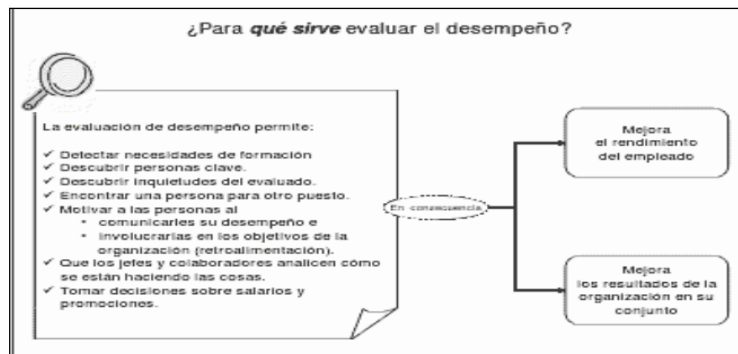 ¿Para qué sirve evaluar el desempeño?
La evaluación de desempeño permite:
✓ Detectar necesidades de formación
✓ Descubrir personas clave.
✓ Descubrir inquietudes del evaluado.
✓ Encontrar una persona para otro puesto.
✓ Motivar a las personas al
• comunicarles su desempeño e
• involucrarlas en los objetivos de la
organización (retroalimentación).
✓ Que los jefes y colaboradores analicen cómo
se están haciendo las cosas.
✓ Tomar decisiones sobre salarios y
promociones.
En consecuencia
Mejora
el rendimiento
del empleado
Mejora
los resultados de la
organización en su
conjunto